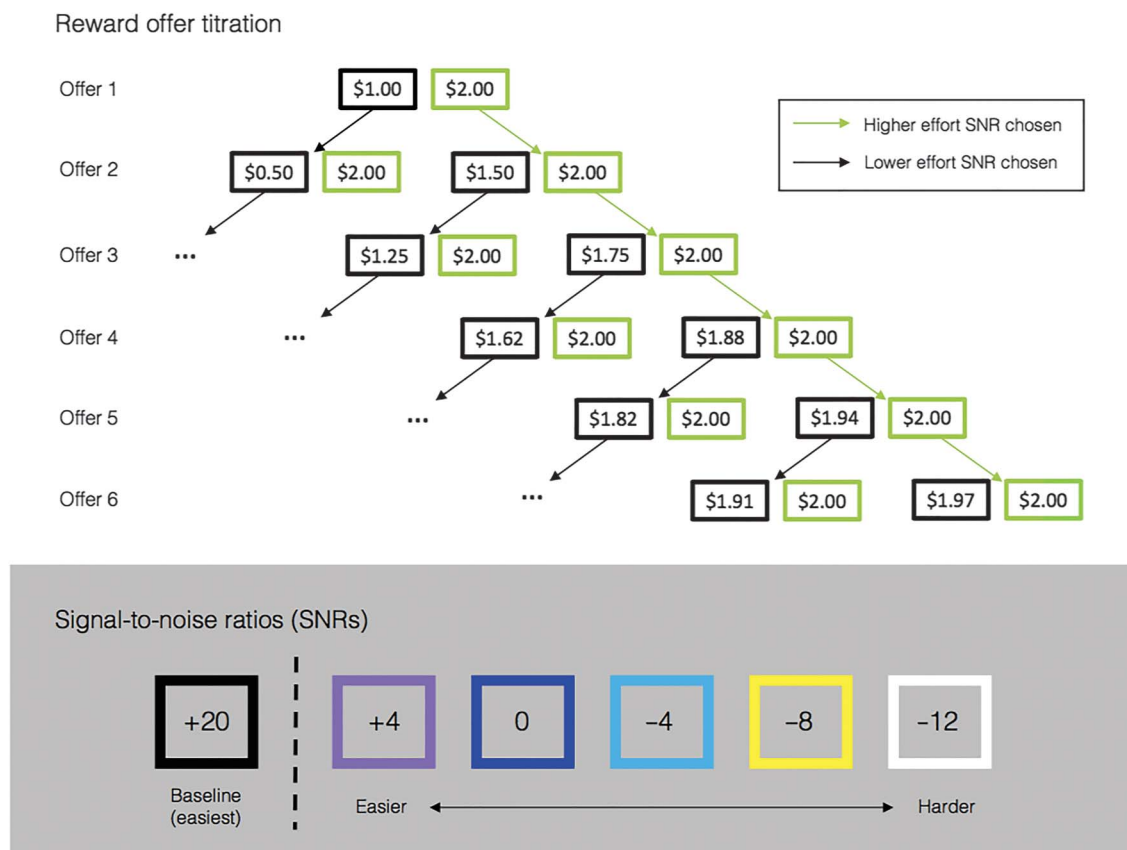 Reward offer titration
Offer 1
$1.00 $2.00
Higher effort SNR chosen
Lower effort SNR chosen
Offer 2
$0.50 $2.00 $1.50 $2.00
Offer 3
... $1.25 $2.00 $1.75 $2.00
Offer 4
... $1.62 $2.00 $1.88 $2.00
Offer 5
... $1.82 $2.00 $1.94 $2.00
Offer 6
... $1.91 $2.00 $1.97 $2.00
Signal-to-noise ratios (SNRs)
+20 +4 0 −4 −8 −12
Baseline
(easiest)
Easier Harder